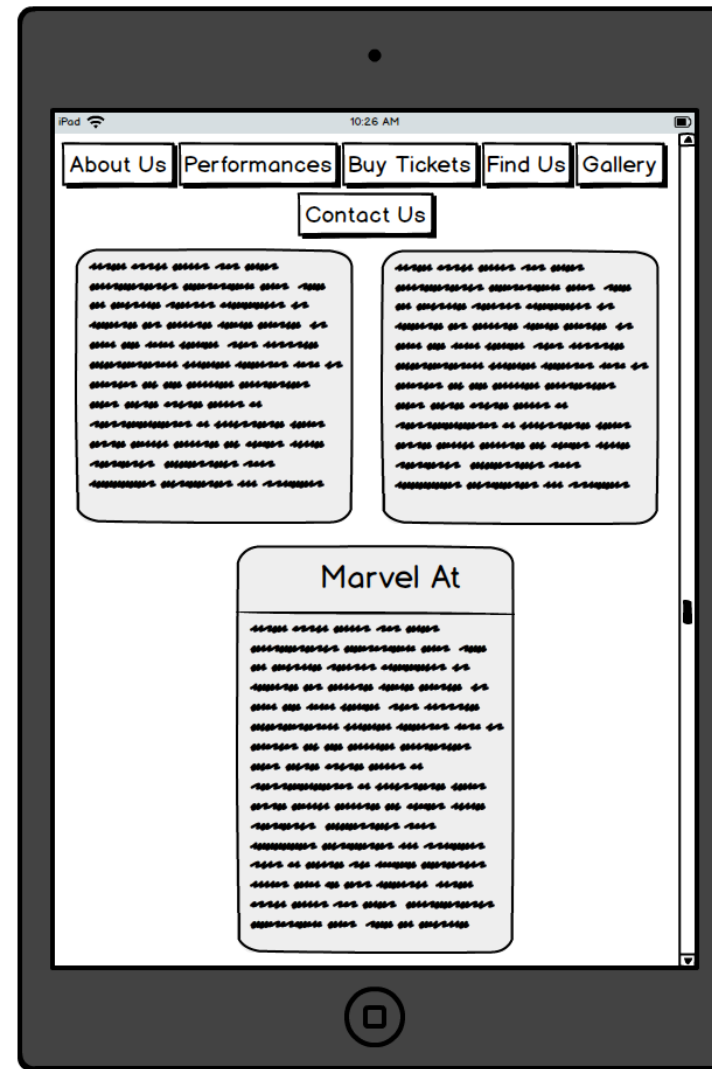 iPad 10:26 AM
About Us Performances Buy Tickets Find Us Gallery
Contact Us
Marvel At